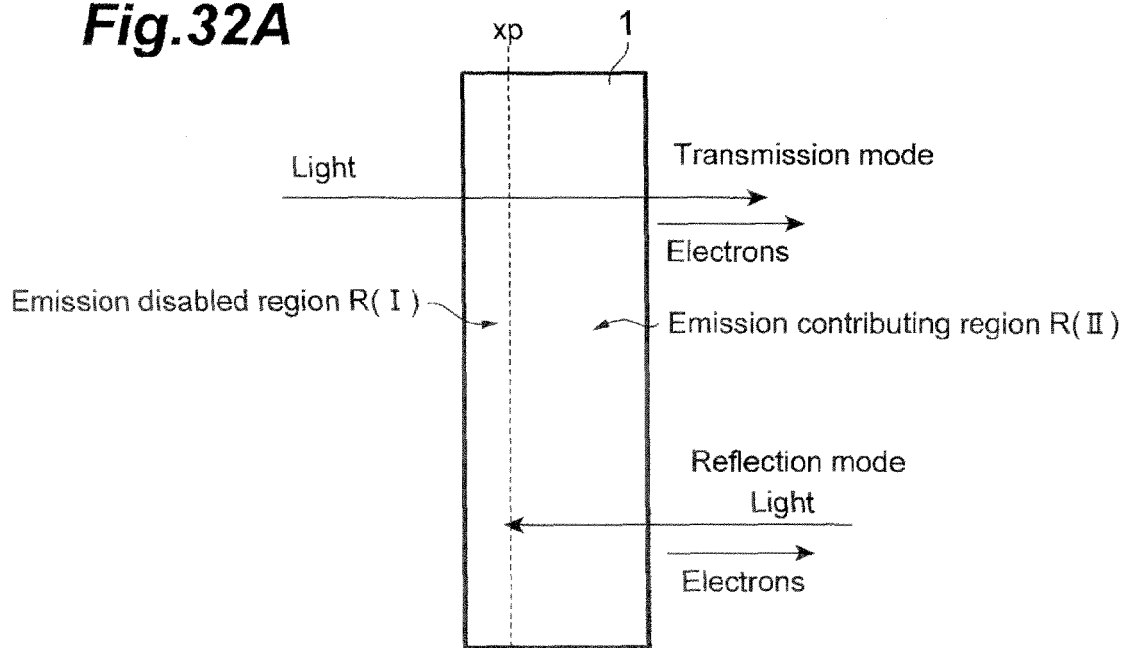 Fig.32A
xp
1
Light
Transmission mode
Electrons
Emission disabled region R( I )
Emission contributing region R(Ⅱ)
Reflection mode
Light
Electrons